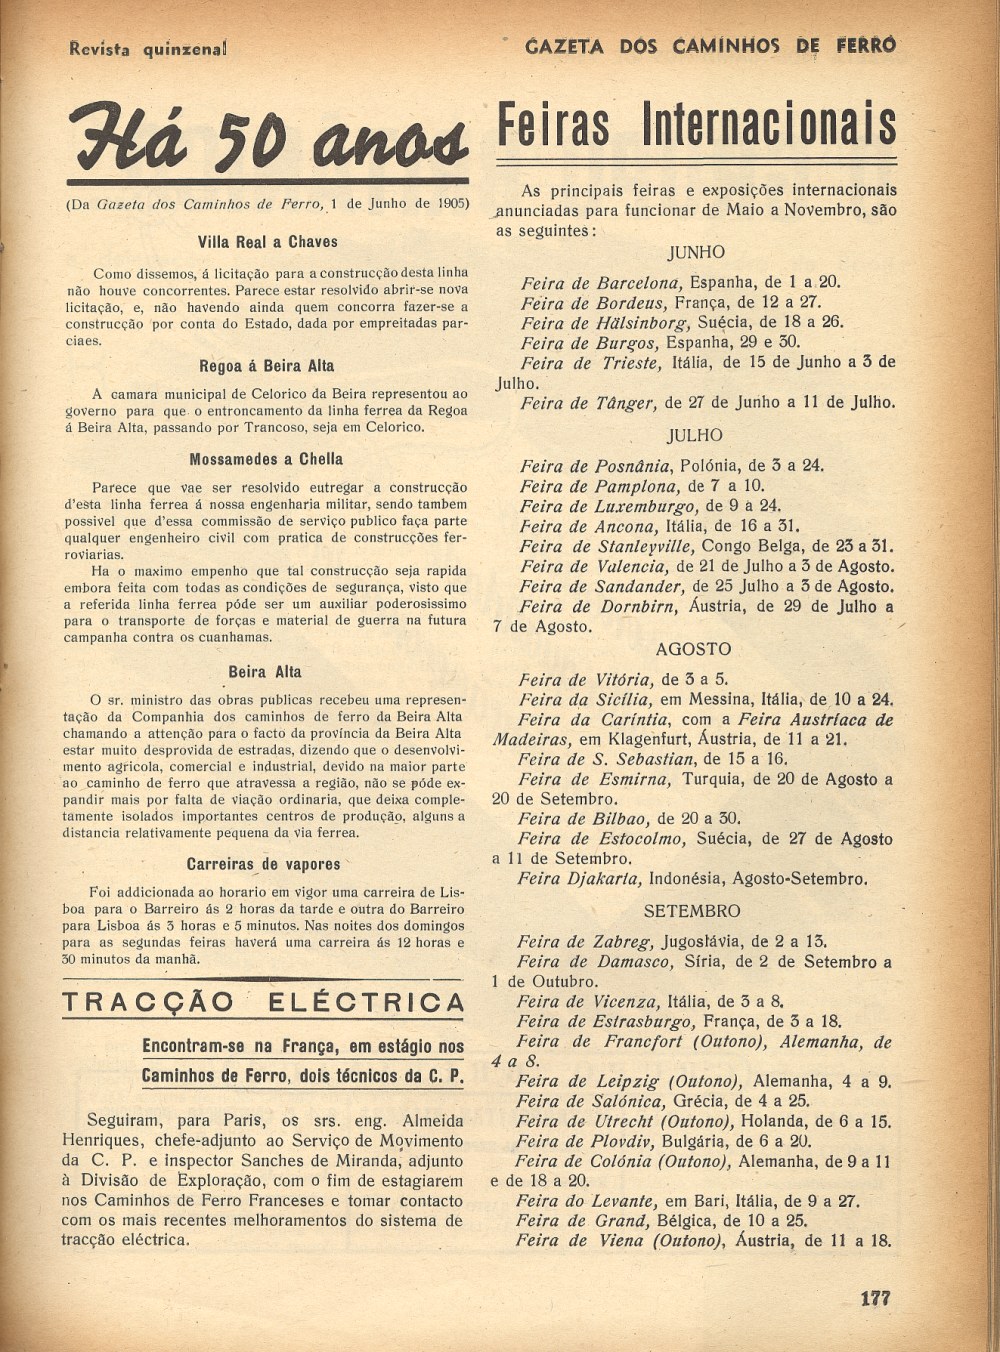 Revista quinzenal
GAZETA DOS CAMINHOS DE FERRO
Há 50 anos
(Da Gazeta dos Caminhos de Ferro, 1 de Junho de 1905)
Villa Real a Chaves
Como dissemos, á licitação para a construcção desta linha
não houve concorrentes. Parece estar resolvido abrir-se nova
licitação, e, não havendo ainda quem concorra fazer-se a
construcção por conta do Estado, dada por empreitadas par-
ciaes.
Regoa á Beira Alta
A camara municipal de Celorico da Beira representou ao
governo para que o entroncamento da linha ferrea da Regoa
á Beira Alta, passando por Trancoso, seja em Celorico.
Mossamedes a Chella
Parece que vae ser resolvido eutregar a construcção
d'esta linha ferrea á nossa engenharia militar, sendo tambem
possivel que d'essa commissão de serviço publico faça parte
qualquer engenheiro civil com pratica de construcções fer-
roviarias.
Ha o maximo empenho que tal construcção seja rapida
embora feita com todas as condições de segurança, visto que
a referida linha ferrea póde ser um auxiliar poderosissimo
para o transporte de forças e material de guerra na futura
campanha contra os cuanhamas.
Beira Alta
O sr. ministro das obras publicas recebeu uma represen-
tação da Companhia dos caminhos de ferro da Beira Alta
chamando a attenção para o facto da província da Beira Alta
estar muito desprovida de estradas, dizendo que o desenvolvi-
mento agricola, comercial e industrial, devido na maior parte
ao caminho de ferro que atravessa a região, não se póde ex-
pandir mais por falta de viação ordinaria, que deixa comple-
tamente isolados importantes centros de produção, alguns a
distancia relativamente pequena da via ferrea.
Carreiras de vapores
Foi addicionada ao horario em vigor uma carreira de Lis-
boa para o Barreiro ás 2 horas da tarde e outra do Barreiro
para Lisboa ás 3 horas e 5 minutos. Nas noites dos domingos
para as segundas feiras haverá uma carreira ás 12 horas e
30 minutos da manhã.
TRACÇÃO ELÉCTRICA
Encontram-se na França, em estágio nos
Caminhos de Ferro, dois técnicos da C. P.
Seguiram, para Paris, os srs. eng. Almeida
Henriques, chefe-adjunto ao Serviço de Movimento
da C. P. e inspector Sanches de Miranda, adjunto
à Divisão de Exploração, com o fim de estagiarem
nos Caminhos de Ferro Franceses e tomar contacto
com os mais recentes melhoramentos do sistema de
tracção eléctrica.
Feiras Internacionais
As principais feiras e exposições internacionais
anunciadas para funcionar de Maio a Novembro, são
as seguintes:
JUNHO
Feira de Barcelona, Espanha, de 1 a 20.
Feira de Bordeus, França, de 12 a 27.
Feira de Hälsinborg, Suécia, de 18 a 26.
Feira de Burgos, Espanha, 29 e 30.
Feira de Trieste, Itália, de 15 de Junho a 3 de
Julho.
Feira de Tânger, de 27 de Junho a 11 de Julho.
JULHO
Feira de Posnânia, Polónia, de 3 a 24.
Feira de Pamplona, de 7 a 10.
Feira de Luxemburgo, de 9 a 24.
Feira de Ancona, Itália, de 16 a 31.
Feira de Stanleyville, Congo Belga, de 23 a 31.
Feira de Valencia, de 21 de Julho a 3 de Agosto.
Feira de Sandander, de 25 Julho a 3 de Agosto.
Feira de Dornbirn, Áustria, de 29 de Julho a
7 de Agosto.
AGOSTO
Feira de Vitória, de 3 a 5.
Feira da Sicília, em Messina, Itália, de 10 a 24.
Feira da Caríntia, com a Feira Austríaca de
Madeiras, em Klagenfurt, Áustria, de 11 a 21.
Feira de S. Sebastian, de 15 a 16.
Feira de Esmirna, Turquia, de 20 de Agosto a
20 de Setembro.
Feira de Bilbao, de 20 a 30.
Feira de Estocolmo, Suécia, de 27 de Agosto
a 11 de Setembro.
Feira Djakarta, Indonésia, Agosto-Setembro.
SETEMBRO
Feira de Zabreg, Jugoslávia, de 2 a 13.
Feira de Damasco, Síria, de 2 de Setembro a
1 de Outubro.
Feira de Vicenza, Itália, de 3 a 8.
Feira de Estrasburgo, França, de 3 a 18.
Feira de Francfort (Outono), Alemanha, de
4 a 8.
Feira de Leipzig (Outono), Alemanha, 4 a 9.
Feira de Salónica, Grécia, de 4 a 25.
Feira de Utrecht (Outono), Holanda, de 6 a 15.
Feira de Plovdiv, Bulgária, de 6 a 20.
Feira de Colónia (Outono), Alemanha, de 9 a 11
e de 18 a 20.
Feira do Levante, em Bari, Itália, de 9 a 27.
Feira de Grand, Bélgica, de 10 a 25.
Feira de Viena (Outono), Áustria, de 11 a 18.
177